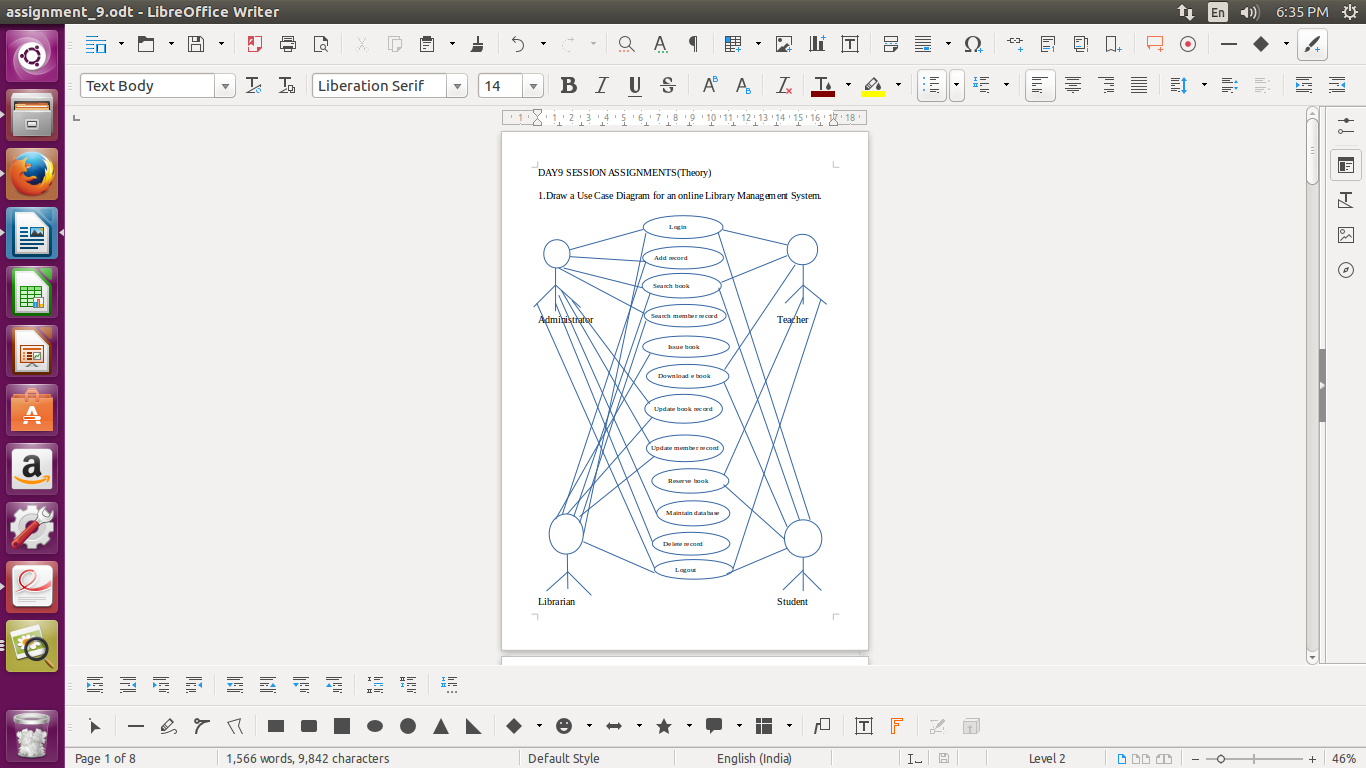 assignment_9.odt - LibreOffice Writer
En
6:35 PM
Text Body
Liberation Serif
14
1 1 2 3 4 5 6 7 8 9 10 11 12 13 14 15 16 17 18
DAY9 SESSION ASSIGNMENTS(Theory)
1.Draw a Use Case Diagram for an online Library Management System.
Login
Add record
Search book
Search member record
Administrator
Teacher
Issue book
Download e book
Update book record
Update member record
Reserve book
Maintain database
Delete record
Logout
Librarian
Student
Page 1 of 8
1,566 words, 9,842 characters
Default Style
English (India)
Level 2
46%